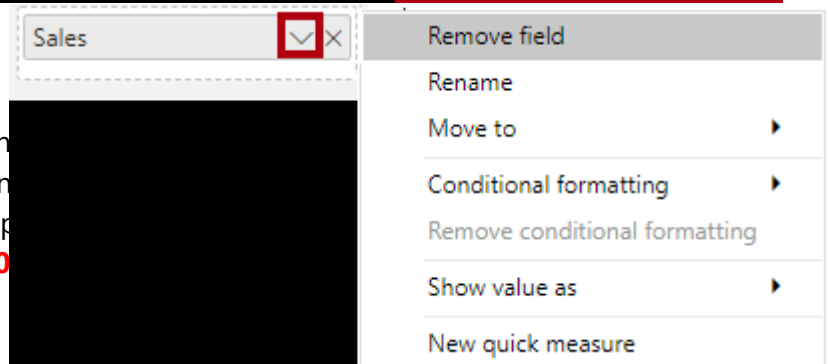 Sales
Remove field
Rename
Move to
Conditional formatting
Remove conditional formatting
Show value as
New quick measure